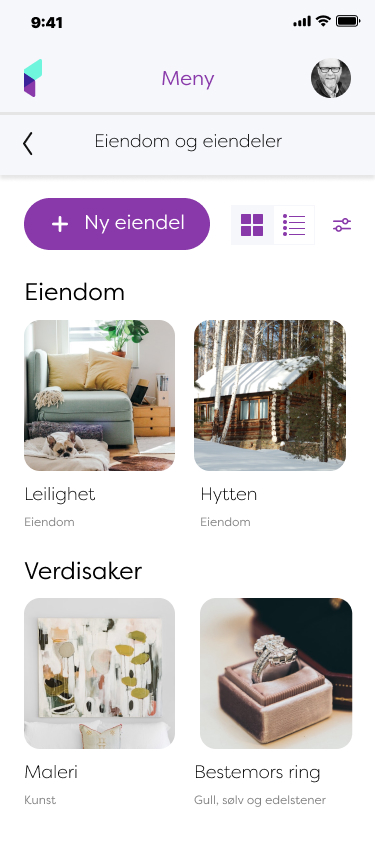 9:41
Meny
Eiendom og eiendeler
+ Ny eiendel
Eiendom
Leilighet
Hytten
Eiendom
Eiendom
Verdisaker
Maleri
Bestemors ring
Kunst
Gull, sølv og edelstener